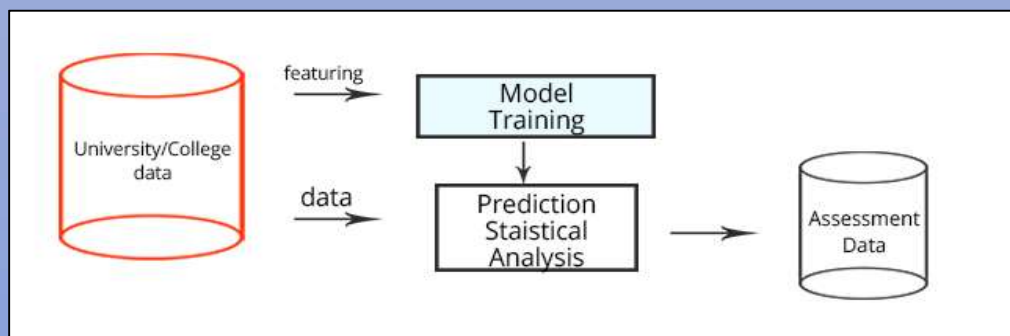 featuring
Model
Training
University/College
data
data
Prediction
Staistical
Analysis
Assessment
Data